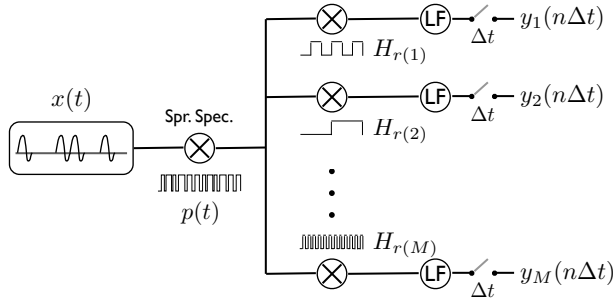 x(t)
Spr. Spec.
p(t)
H_{r(1)}
LF
Δt
y_1(nΔt)
H_{r(2)}
LF
Δt
y_2(nΔt)
H_{r(M)}
LF
Δt
y_M(nΔt)